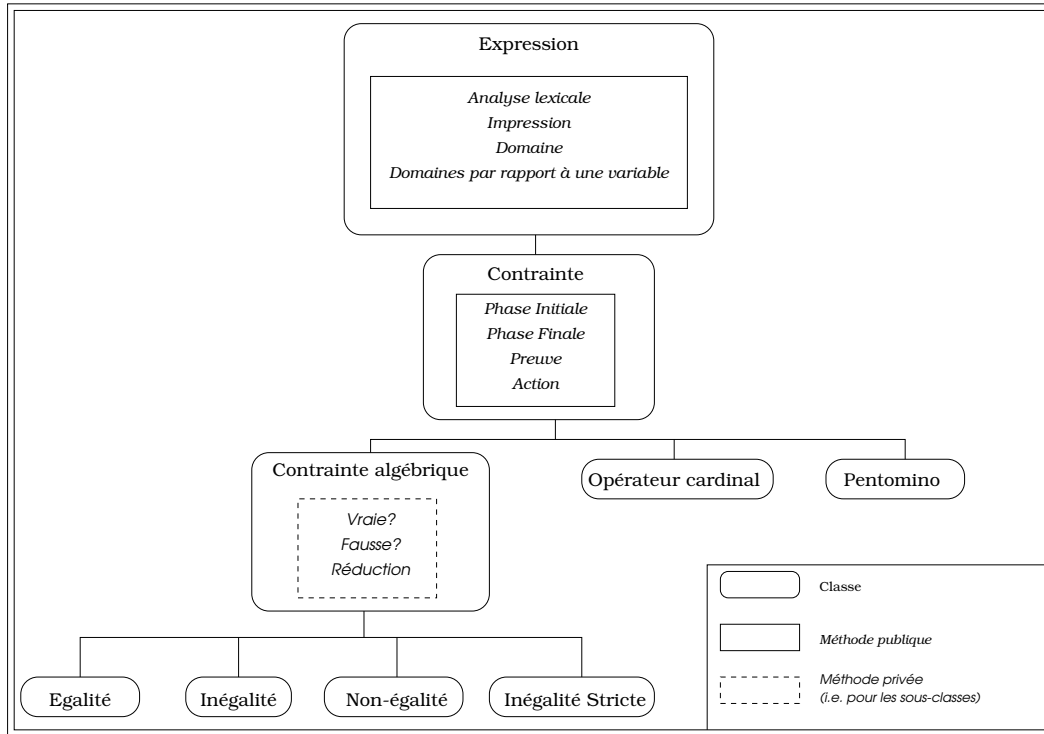 Expression
Analyse lexicale
Impression
Domaine
Domaines par rapport à une variable
Contrainte
Phase Initiale
Phase Finale
Preuve
Action
Contrainte algébrique
Vraie?
Fausse?
Réduction
Opérateur cardinal
Pentomino
Egalité
Inégalité
Non-égalité
Inégalité Stricte
Classe
Méthode publique
Méthode privée
(i.e. pour les sous-classes)